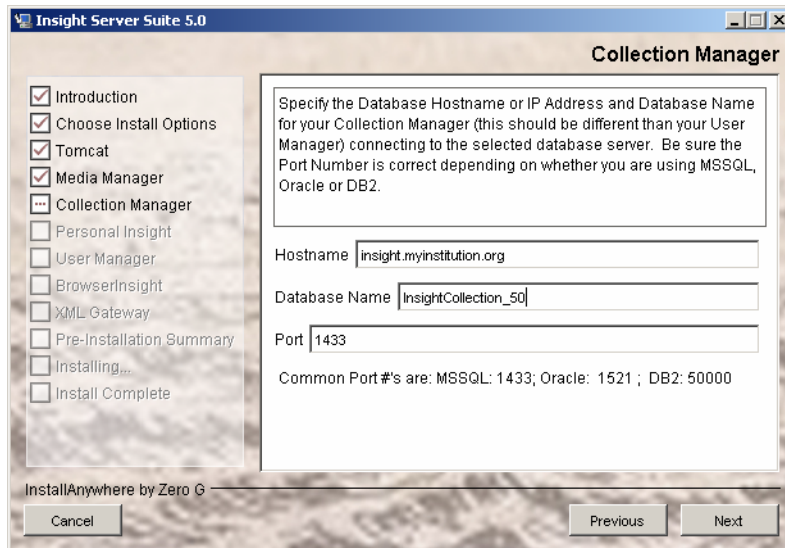 Insight Server Suite 5.0
Collection Manager
Introduction
Choose Install Options
Tomcat
Media Manager
Collection Manager
Personal Insight
User Manager
BrowserInsight
XML Gateway
Pre-Installation Summary
Installing...
Install Complete
Specify the Database Hostname or IP Address and Database Name
for your Collection Manager (this should be different than your User
Manager) connecting to the selected database server.  Be sure the
Port Number is correct depending on whether you are using MSSQL,
Oracle or DB2.
Hostname insight.myinstitution.org
Database Name InsightCollection_50
Port 1433
Common Port #'s are: MSSQL: 1433; Oracle:  1521 ;  DB2: 50000
InstallAnywhere by Zero G
Cancel Previous Next